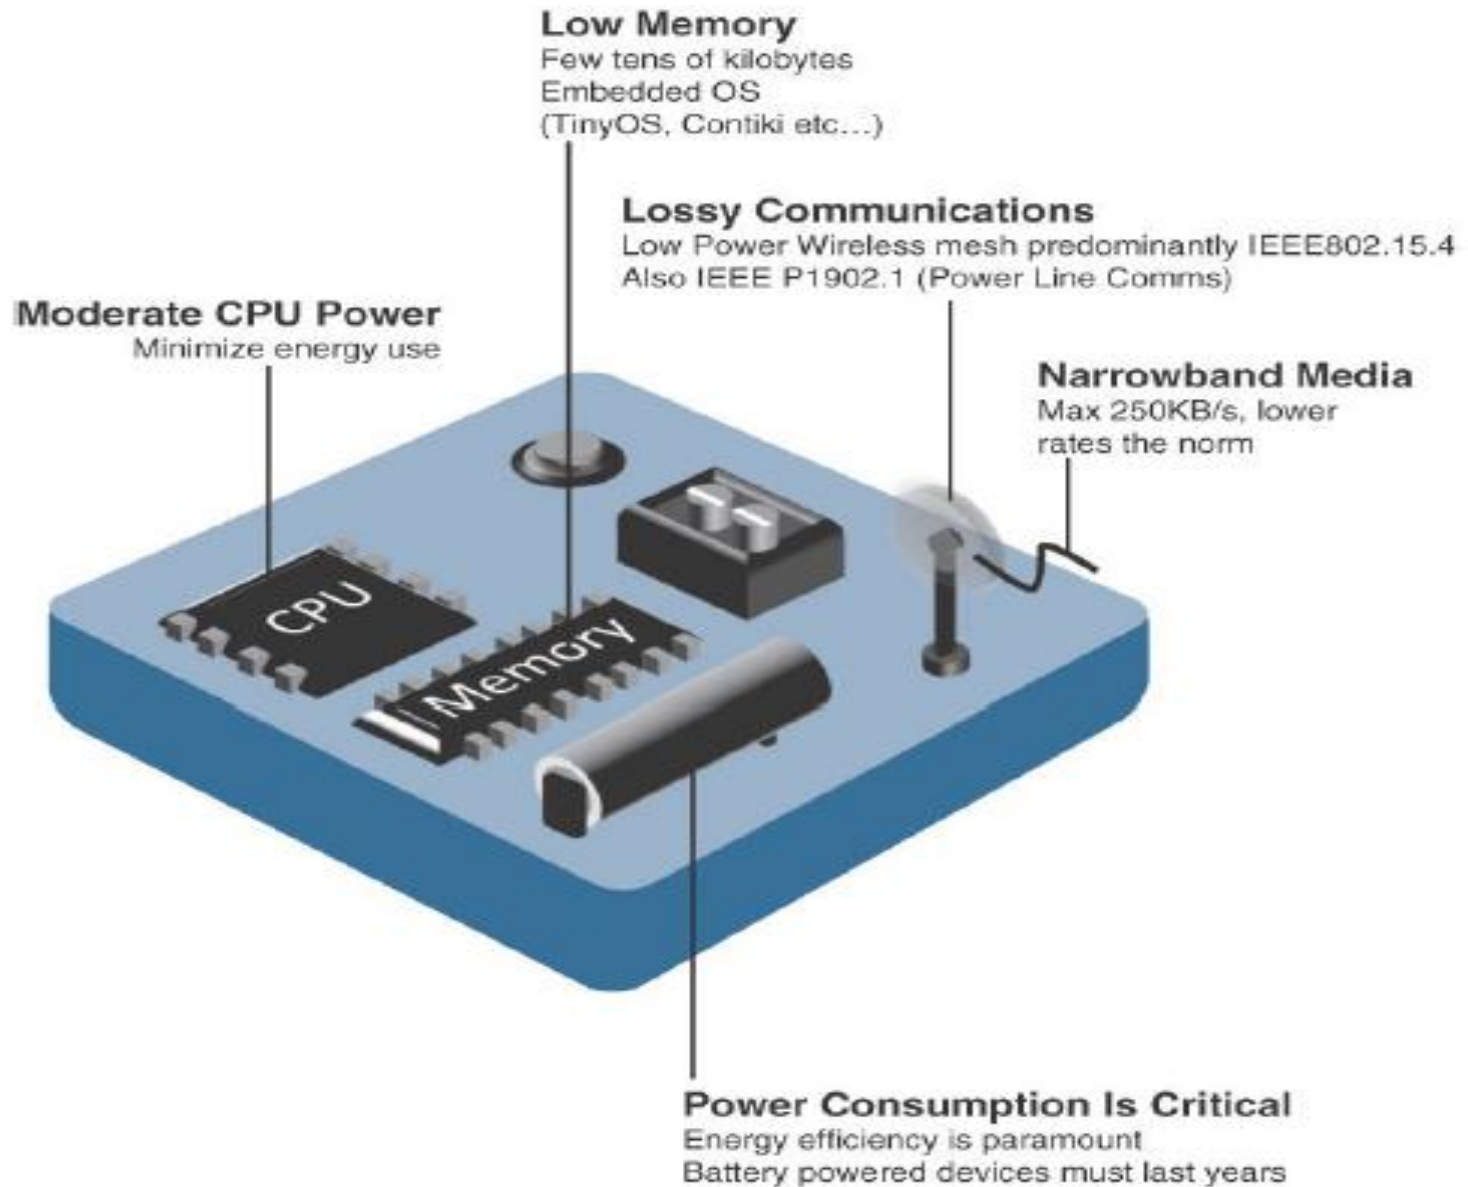 Low Memory
Few tens of kilobytes
Embedded OS
(TinyOS, Contiki etc...)
Lossy Communications
Low Power Wireless mesh predominantly IEEE802.15.4
Also IEEE P1902.1 (Power Line Comms)
Moderate CPU Power
Minimize energy use
Narrowband Media
Max 250KB/s, lower
rates the norm
CPU
Memory
Power Consumption Is Critical
Energy efficiency is paramount
Battery powered devices must last years